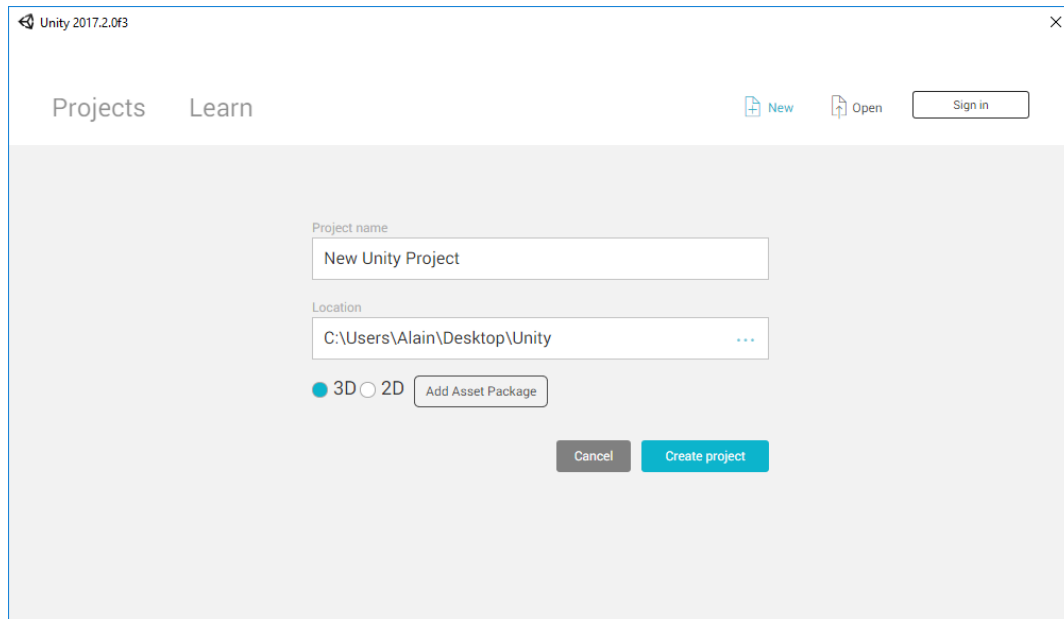 Unity 2017.2.0f3
Projects Learn New Open Sign in
Project name
New Unity Project
Location
C:\Users\Alain\Desktop\Unity ...
3D 2D Add Asset Package
Cancel Create project